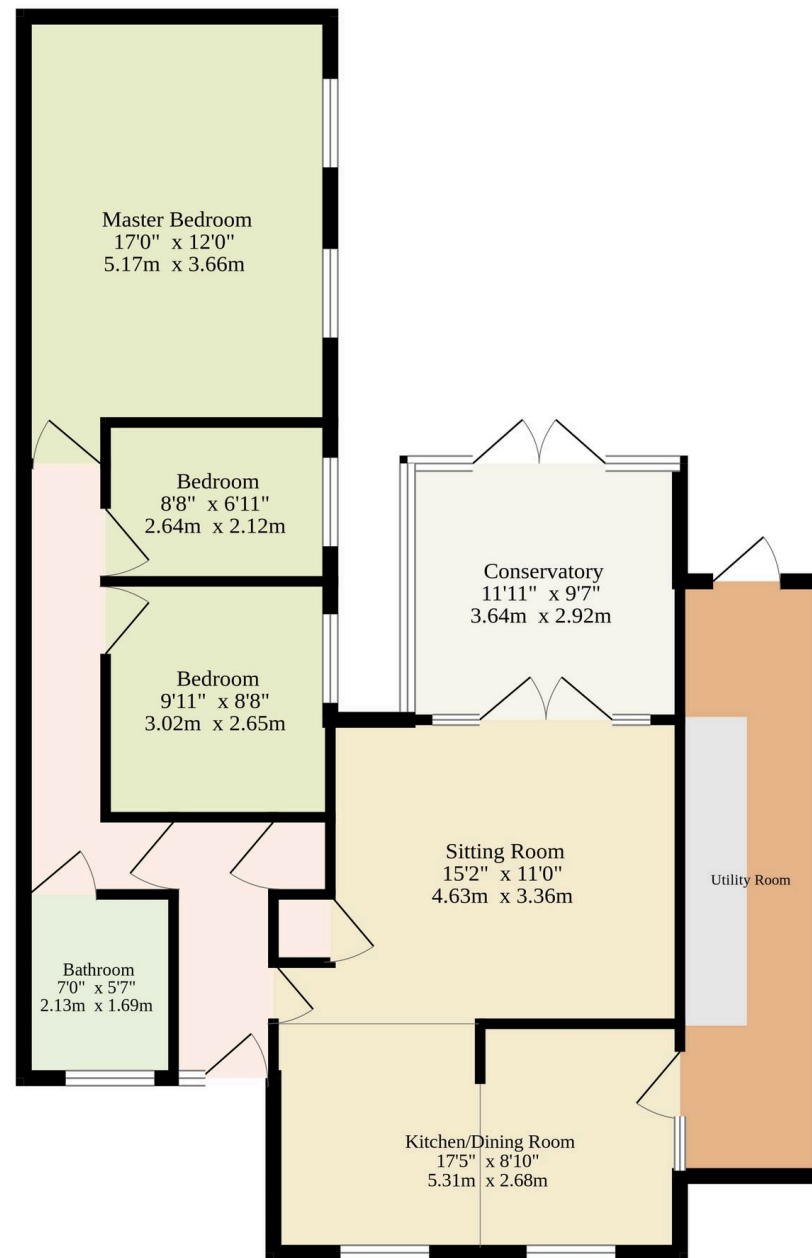 Master Bedroom
17'0" x 12'0"
5.17m x 3.66m
Bedroom
8'8" x 6'11"
2.64m x 2.12m
Conservatory
11'11" x 9'7"
3.64m x 2.92m
Bedroom
9'11" x 8'8"
3.02m x 2.65m
Sitting Room
15'2" x 11'0"
4.63m x 3.36m
Utility Room
Bathroom
7'0" x 5'7"
2.13m x 1.69m
Kitchen/Dining Room
17'5" x 8'10"
5.31m x 2.68m